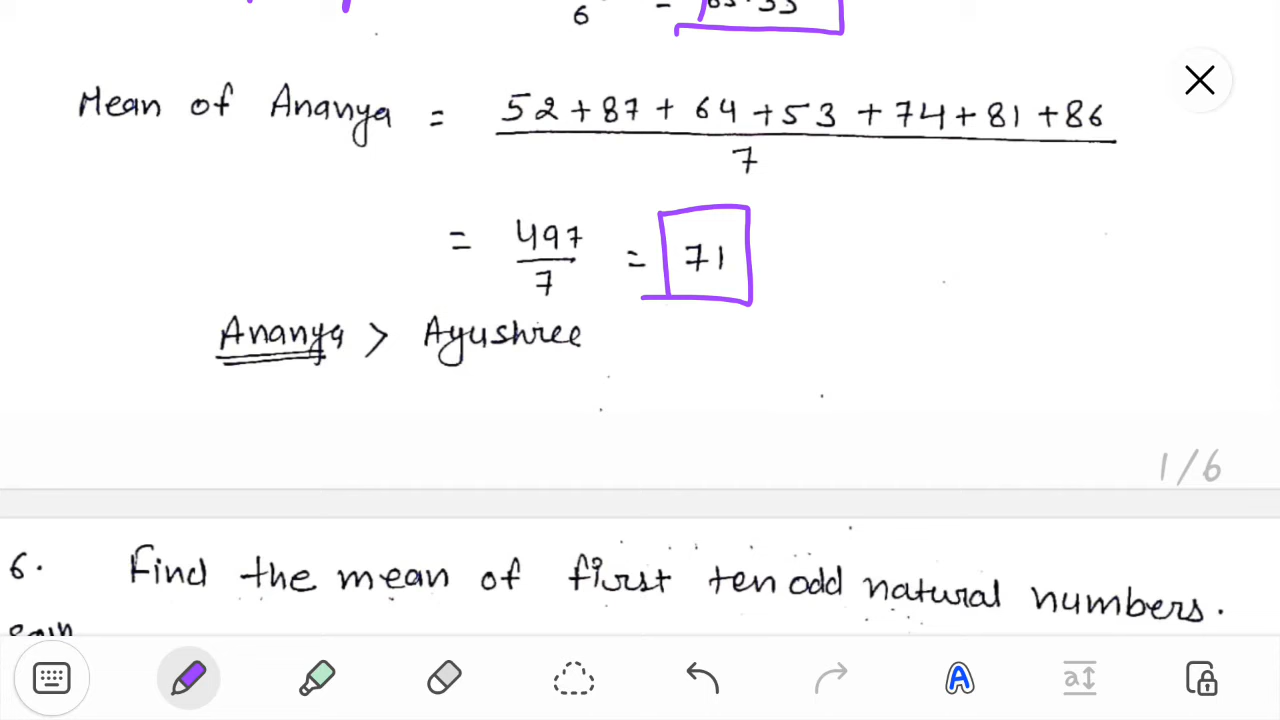 6 =
Mean of Ananya = 52 + 87 + 64 + 53 + 74 + 81 + 86
7
= 497 = 71
7
Ananya > Ayushree
1/6
6. Find the mean of first ten odd natural numbers.